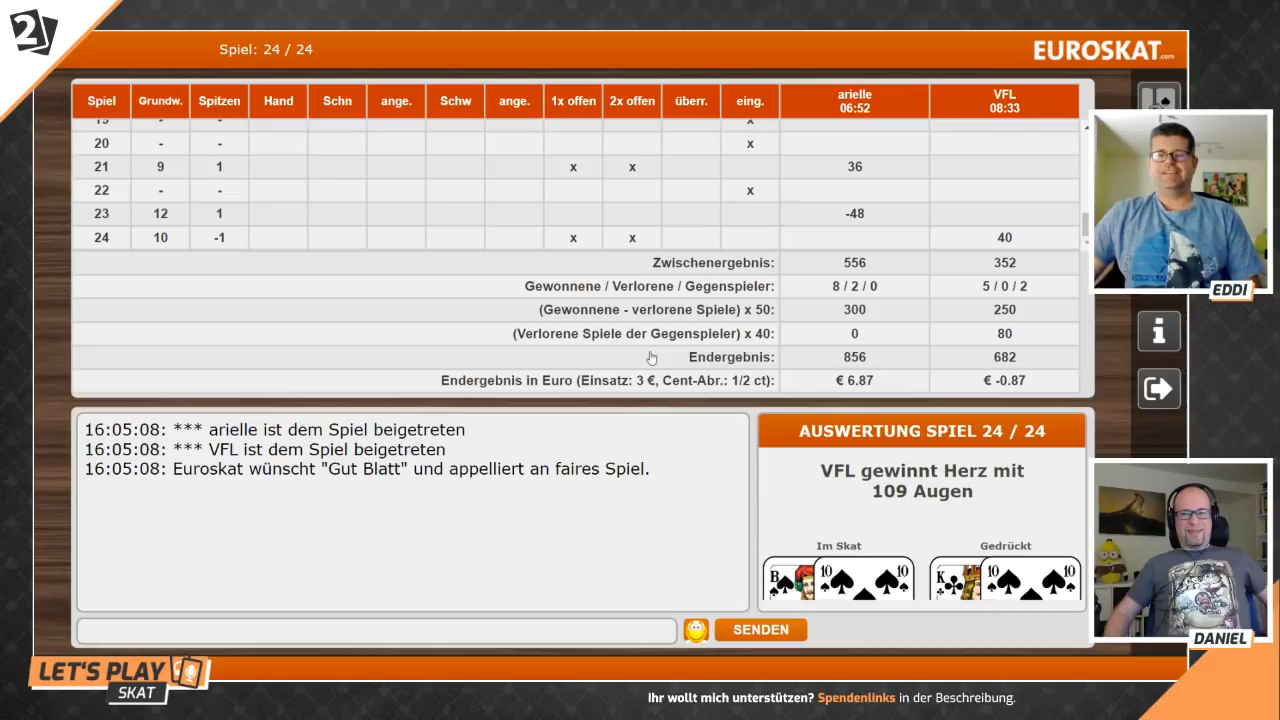 2
Spiel: 24 / 24
EUROSKAT.com
Spiel Grundw. Spitzen Hand Schn ange. Schw ange. 1x offen 2x offen überr. eing. arielle 06:52 VFL 08:33
19 - - x
20 - - x
21 9 1 x x 36
22 - - x
23 12 1 -48
24 10 -1 x x 40
Zwischenergebnis: 556 352
Gewonnene / Verlorene / Gegenspieler: 8 / 2 / 0 5 / 0 / 2
(Gewonnene - verlorene Spiele) x 50: 300 250
(Verlorene Spiele der Gegenspieler) x 40: 0 80
Endergebnis: 856 682
Endergebnis in Euro (Einsatz: 3 €, Cent-Abr.: 1/2 ct): € 6.87 € -0.87
EDDI
16:05:08: *** arielle ist dem Spiel beigetreten
16:05:08: *** VFL ist dem Spiel beigetreten
16:05:08: Euroskat wünscht "Gut Blatt" und appelliert an faires Spiel.
AUSWERTUNG SPIEL 24 / 24
VFL gewinnt Herz mit
109 Augen
Im Skat Gedrückt
B 10 10 K 10 10
SENDEN
DANIEL
LET'S PLAY
SKAT
Ihr wollt mich unterstützen? Spendenlinks in der Beschreibung.